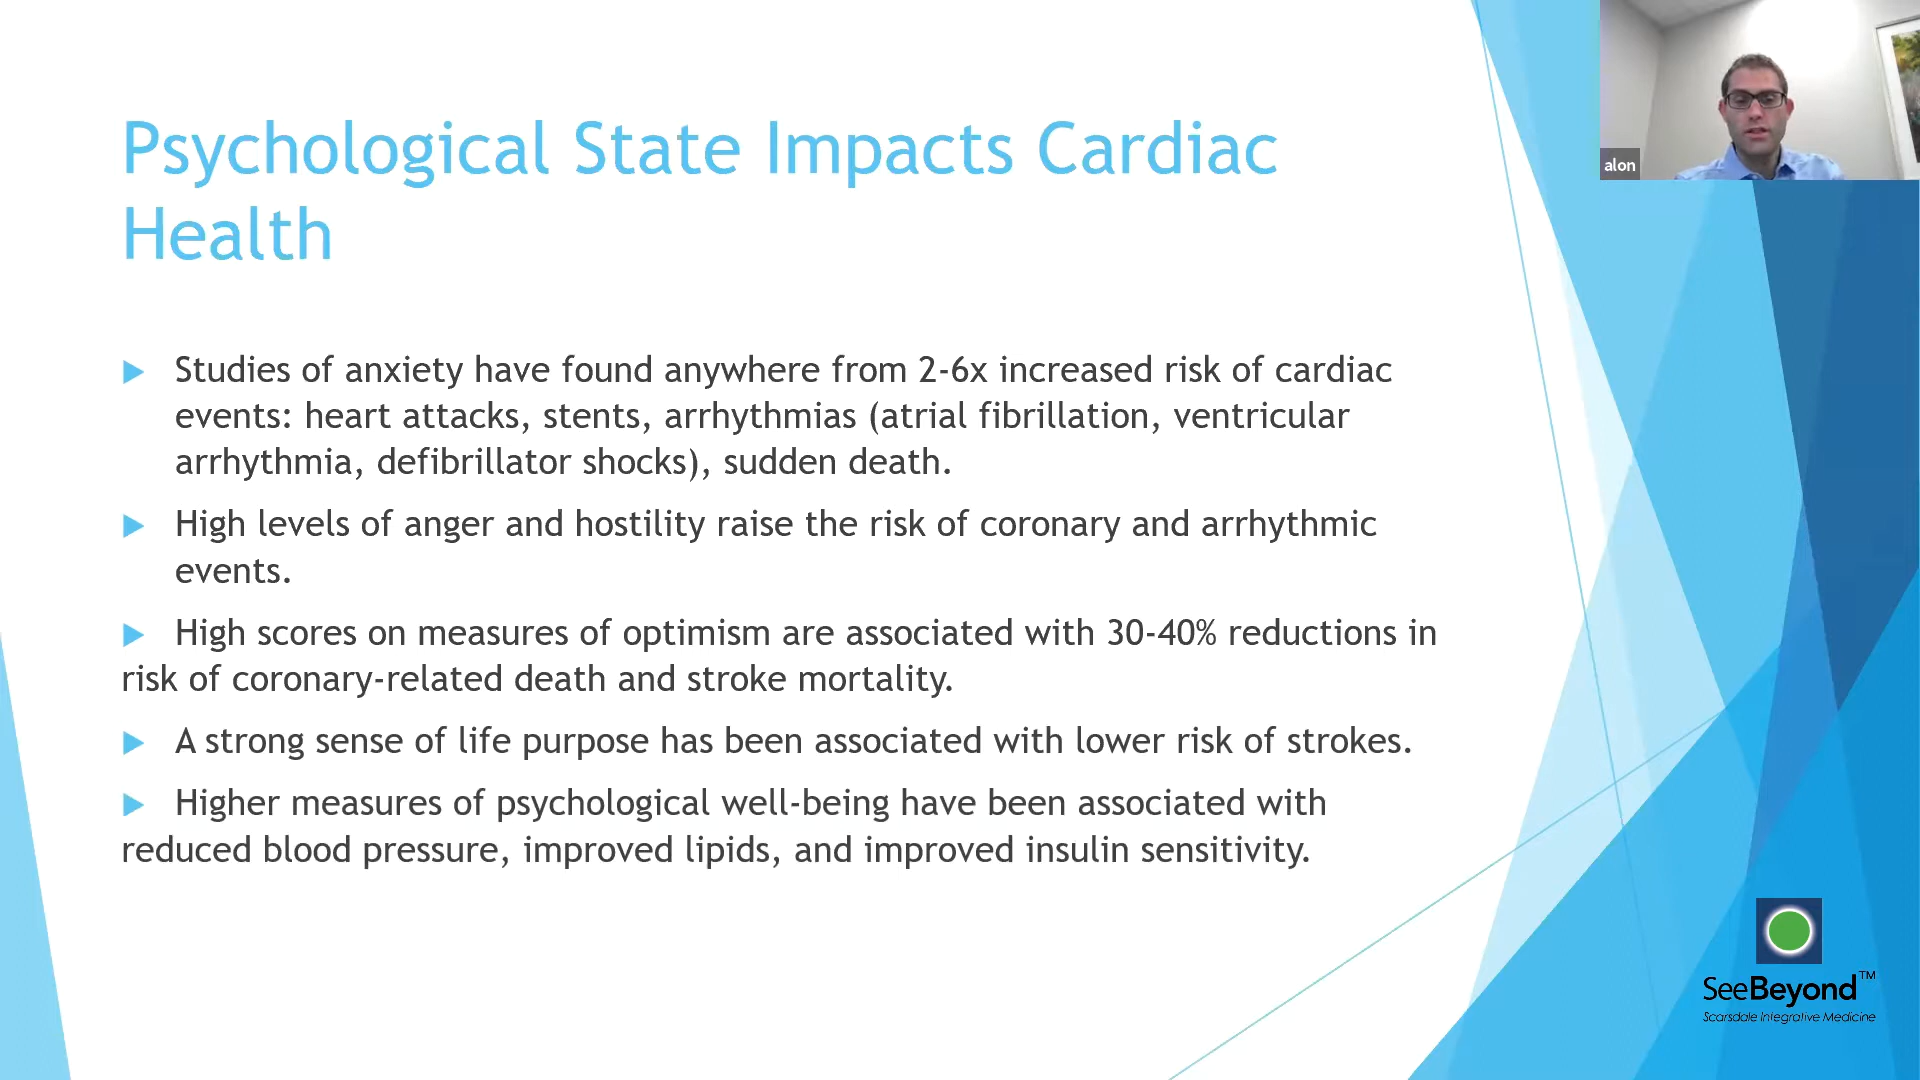 Psychological State Impacts Cardiac
Health
▶ Studies of anxiety have found anywhere from 2-6x increased risk of cardiac
events: heart attacks, stents, arrhythmias (atrial fibrillation, ventricular
arrhythmia, defibrillator shocks), sudden death.
▶ High levels of anger and hostility raise the risk of coronary and arrhythmic
events.
▶ High scores on measures of optimism are associated with 30-40% reductions in
risk of coronary-related death and stroke mortality.
▶ A strong sense of life purpose has been associated with lower risk of strokes.
▶ Higher measures of psychological well-being have been associated with
reduced blood pressure, improved lipids, and improved insulin sensitivity.
alon
SeeBeyond™
Scarsdale Integrative Medicine